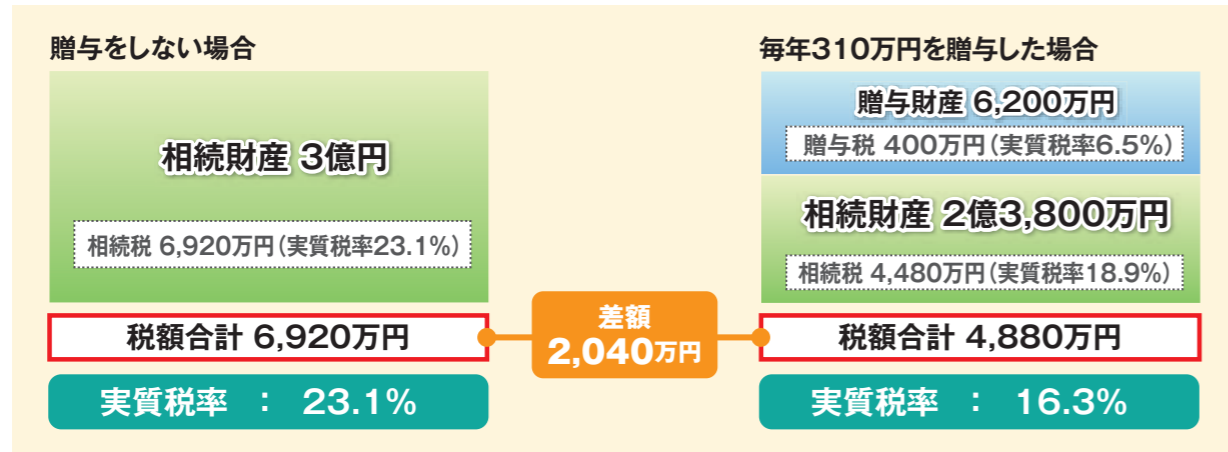 贈与をしない場合
相続財産 3億円
相続税 6,920万円（実質税率23.1%）
税額合計 6,920万円
実質税率 ： 23.1%
差額
2,040万円
毎年310万円を贈与した場合
贈与財産 6,200万円
贈与税 400万円（実質税率6.5%）
相続財産 2億3,800万円
相続税 4,480万円（実質税率18.9%）
税額合計 4,880万円
実質税率 ： 16.3%